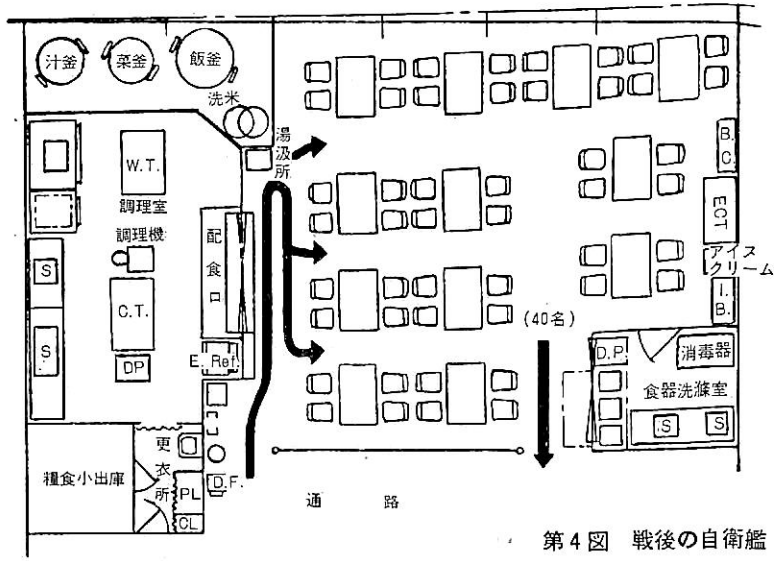 汁釜
菜釜
飯釜
洗米
湯汲所
W.T.
調理室
調理機
配食口
S
C.T.
S
DP
E. Ref
B.C.
ECT
アイスクリーム
I.B.
(40名)
D.P.
消毒器
食器洗滌室
S
S
糧食小出庫
更衣所
PL
CL
D.F.
通 路
第4図 戦後の自衛艦